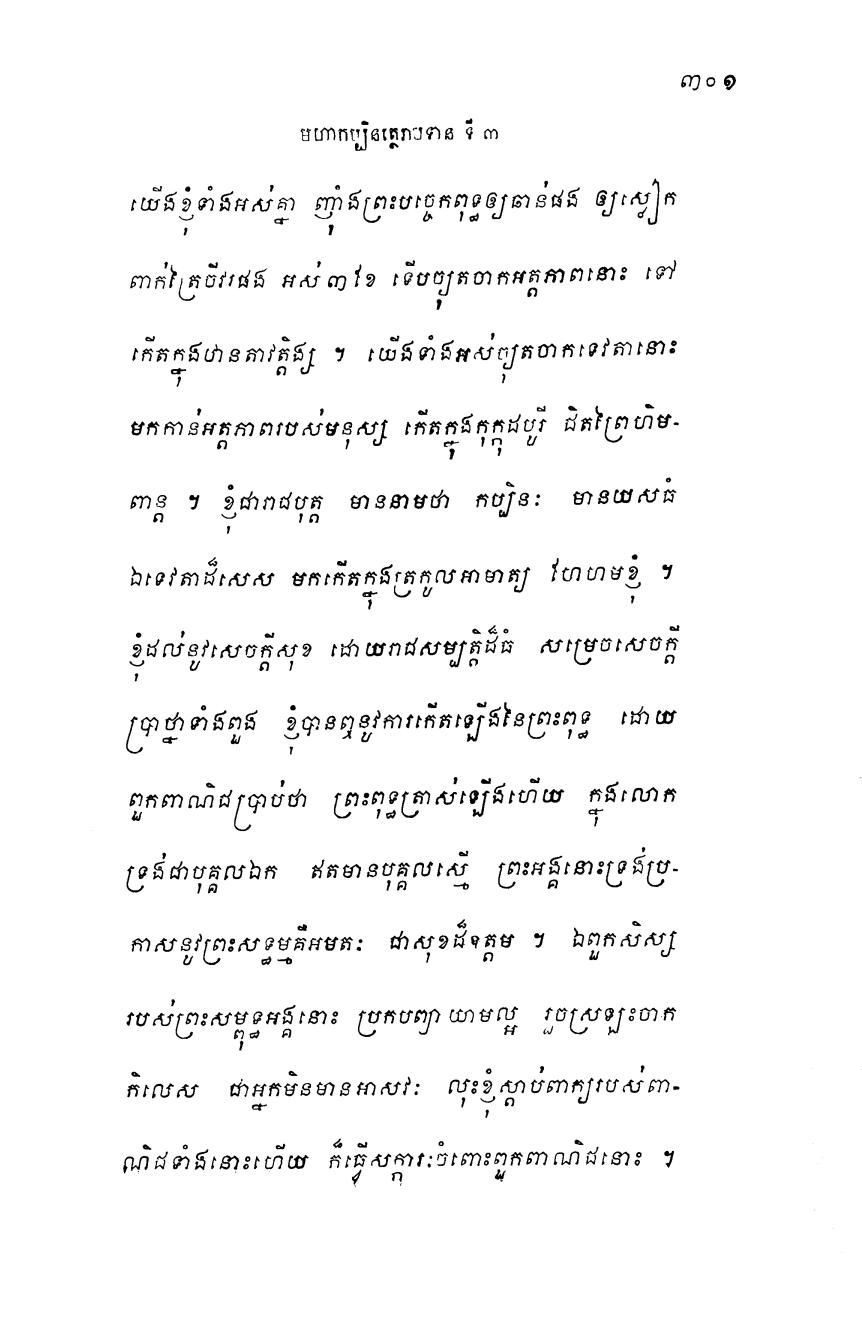 ៣០១
មហាកប្បិនត្ថេរាបទាន ទី ៣
យើងខ្ញុំទាំងអស់គ្នា ញុំាងព្រះបច្ចេកពុទ្ធឲ្យឆាន់ផង ឲ្យស្លៀក
ពាក់ត្រៃចីវរផង អស់ ៣ ខែ ទើបច្យុតចាកអត្តភាពនោះ ទៅ
កើតក្នុងឋានតាវត្តិង្ស ។ យើងទាំងអស់ច្យុតចាកទេវតានោះ
មកកាន់អត្តភាពរបស់មនុស្ស កើតក្នុងកុក្កុដបូរី ជិតព្រៃហិម-
ពាន្ត ។ ខ្ញុំជារាជបុត្ត មាននាមថា កប្បិនៈ មានយសធំ
ឯទេវតាដ៏សេស មកកើតក្នុងត្រកូលអាមាត្យ ហែហមខ្ញុំ ។
ខ្ញុំដល់នូវសេចក្តីសុខ ដោយរាជសម្បត្តិដ៏ធំ សម្រេចសេចក្តី
ប្រាថ្នាទាំងពួង ខ្ញុំបានឮនូវការកើតឡើងនៃព្រះពុទ្ធ ដោយ
ពួកពាណិជប្រាប់ថា ព្រះពុទ្ធត្រាស់ឡើងហើយ ក្នុងលោក
ទ្រង់ជាបុគ្គលឯក ឥតមានបុគ្គលស្មើ ព្រះអង្គនោះទ្រង់ប្រ-
កាសនូវព្រះសទ្ធម្មគឺអមតៈ ជាសុខដ៏ឧត្តម ។ ឯពួកសិស្ស
របស់ព្រះសម្ពុទ្ធអង្គនោះ ប្រកបព្យាយាមល្អ រួចស្រឡះចាក
កិលេស ជាអ្នកមិនមានអាសវៈ លុះខ្ញុំស្តាប់ពាក្យរបស់ពា-
ណិជទាំងនោះហើយ ក៏ធ្វើសក្ការៈចំពោះពួកពាណិជនោះ ។